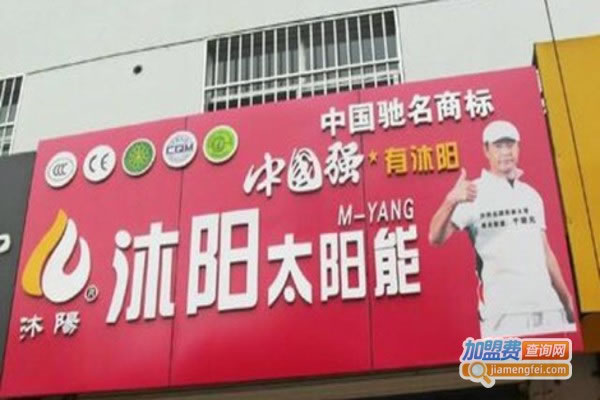 中国驰名商标
CCC CE CQM
中国强★有沐阳
M-YANG
沐阳太阳能
沐陽®
加盟费查询网
jiamengfei.com